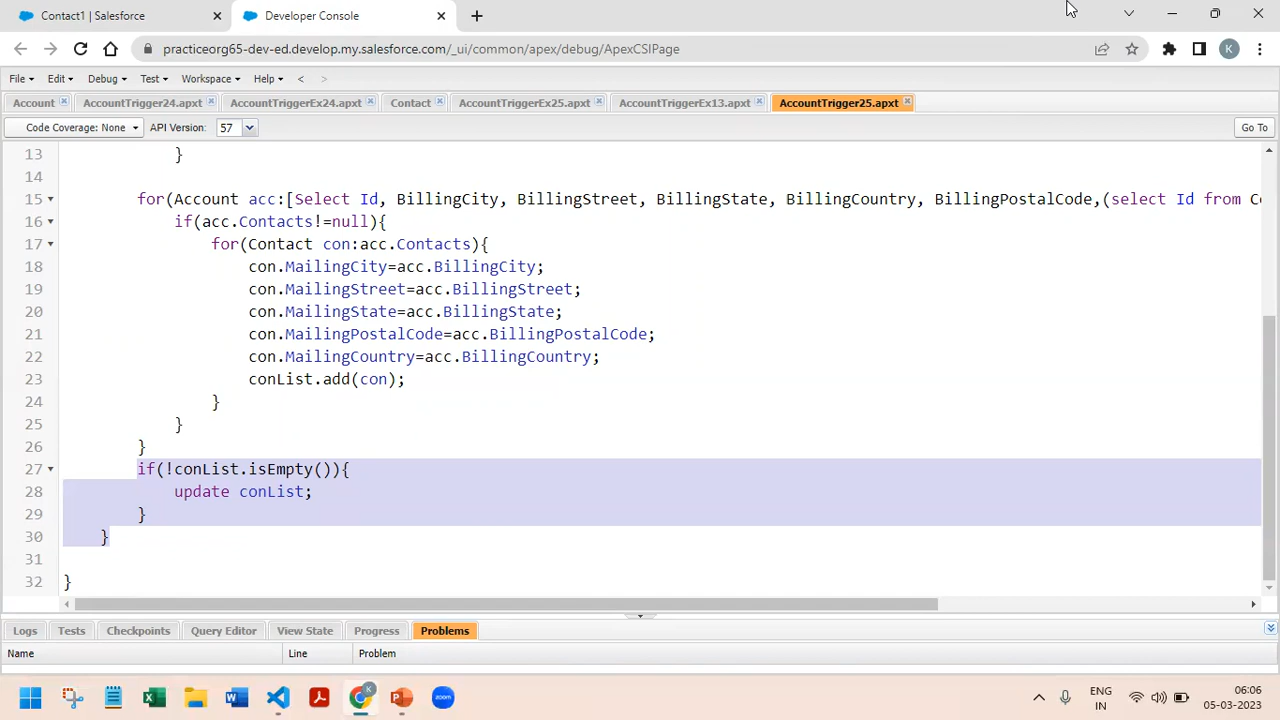 Contact1 | Salesforce
Developer Console
practiceorg65-dev-ed.develop.my.salesforce.com/_ui/common/apex/debug/ApexCSIPage
K
File Edit Debug Test Workspace Help < >
Account AccountTrigger24.apxt AccountTriggerEx24.apxt Contact AccountTriggerEx25.apxt AccountTriggerEx13.apxt AccountTrigger25.apxt
Code Coverage: None API Version: 57 Go To
13 }
14
15 for(Account acc:[Select Id, BillingCity, BillingStreet, BillingState, BillingCountry, BillingPostalCode,(select Id from Co
16 if(acc.Contacts!=null){
17 for(Contact con:acc.Contacts){
18 con.MailingCity=acc.BillingCity;
19 con.MailingStreet=acc.BillingStreet;
20 con.MailingState=acc.BillingState;
21 con.MailingPostalCode=acc.BillingPostalCode;
22 con.MailingCountry=acc.BillingCountry;
23 conList.add(con);
24 }
25 }
26 }
27 if(!conList.isEmpty()){
28 update conList;
29 }
30 }
31
32 }
Logs Tests Checkpoints Query Editor View State Progress Problems
Name Line Problem
K
zoom
ENG
IN
06:06
05-03-2023